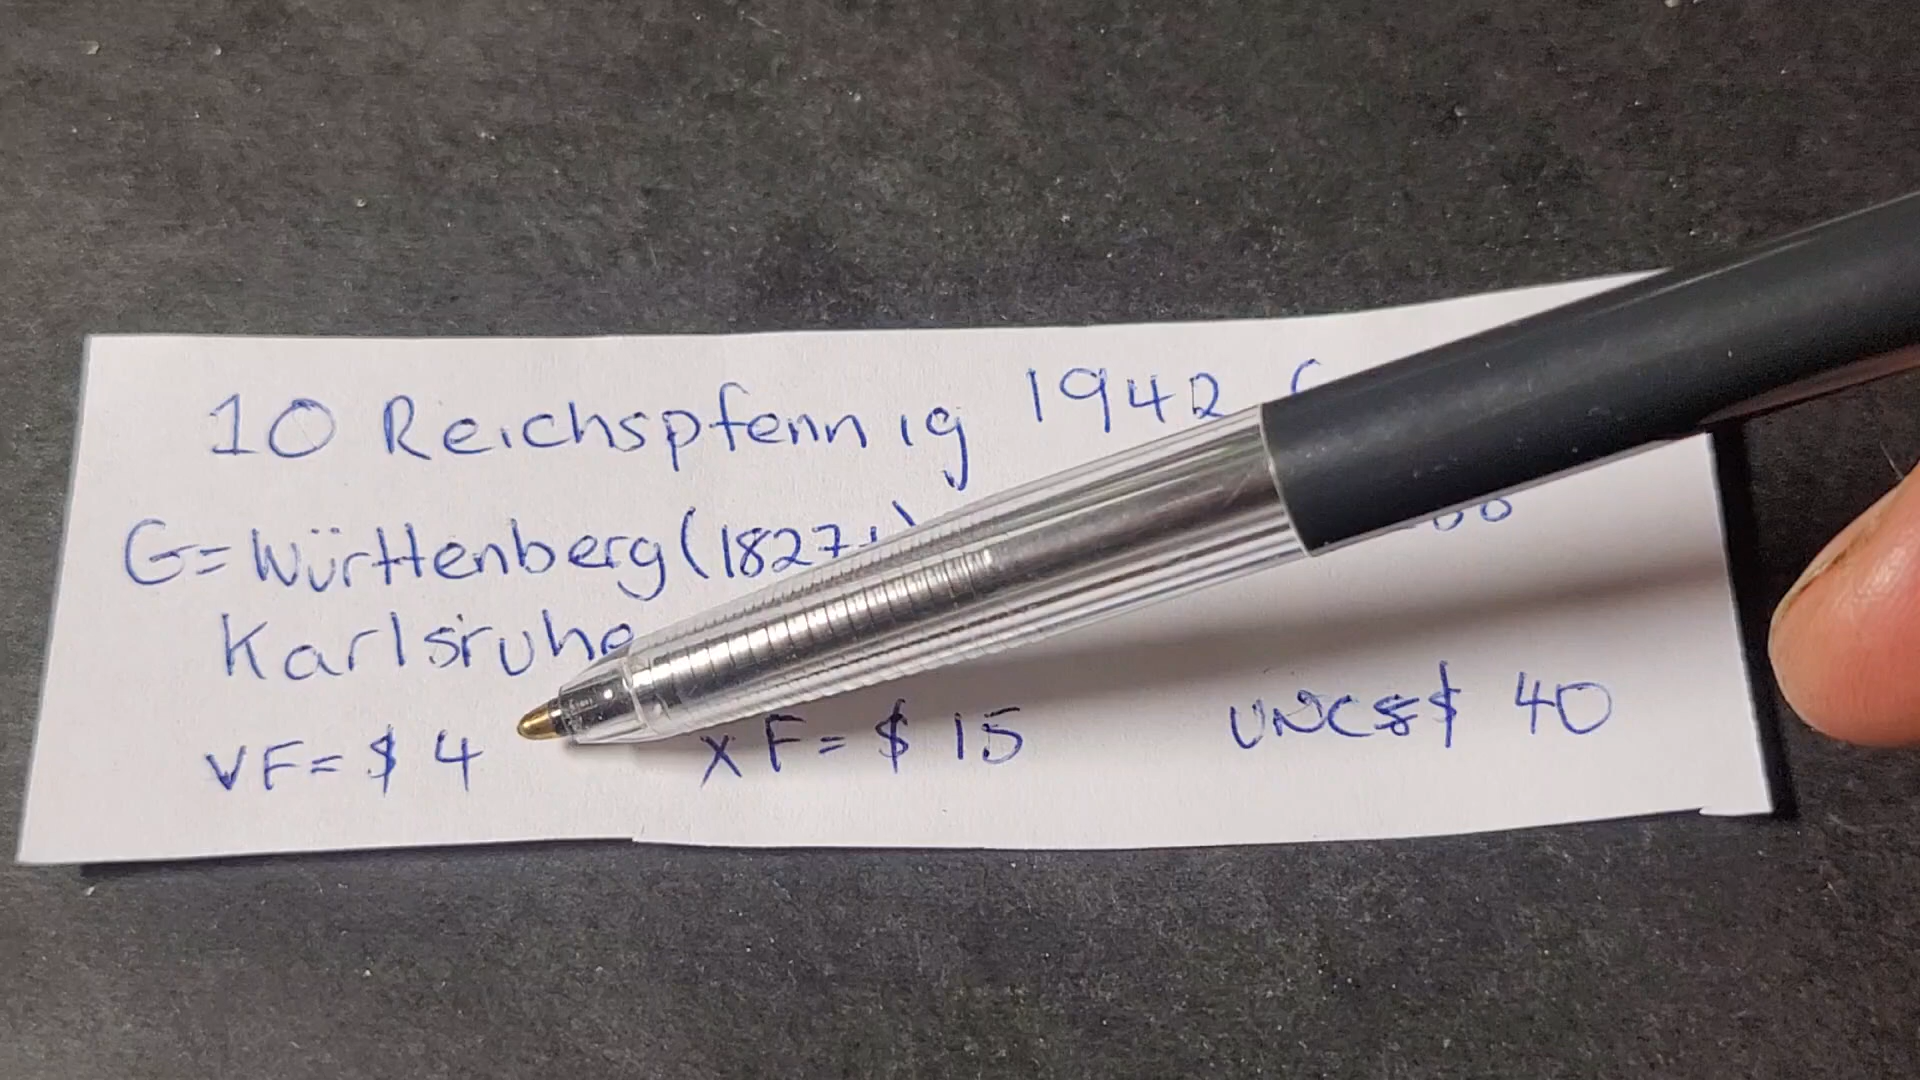 10 Reichspfennig 1942
G=Württenberg(1827
Karlsruhe
VF=$4 XF=$15 UNC=$ 40